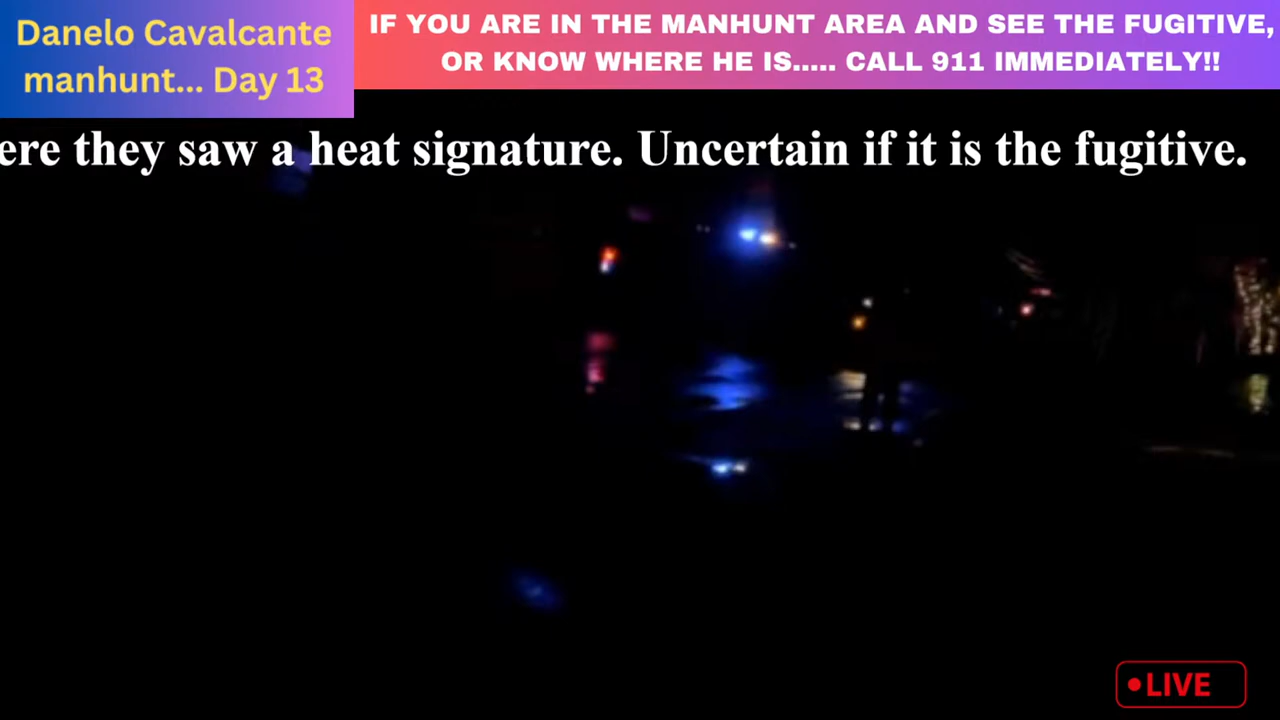 Danelo Cavalcante
manhunt... Day 13
IF YOU ARE IN THE MANHUNT AREA AND SEE THE FUGITIVE,
OR KNOW WHERE HE IS..... CALL 911 IMMEDIATELY!!
ere they saw a heat signature. Uncertain if it is the fugitive.
LIVE